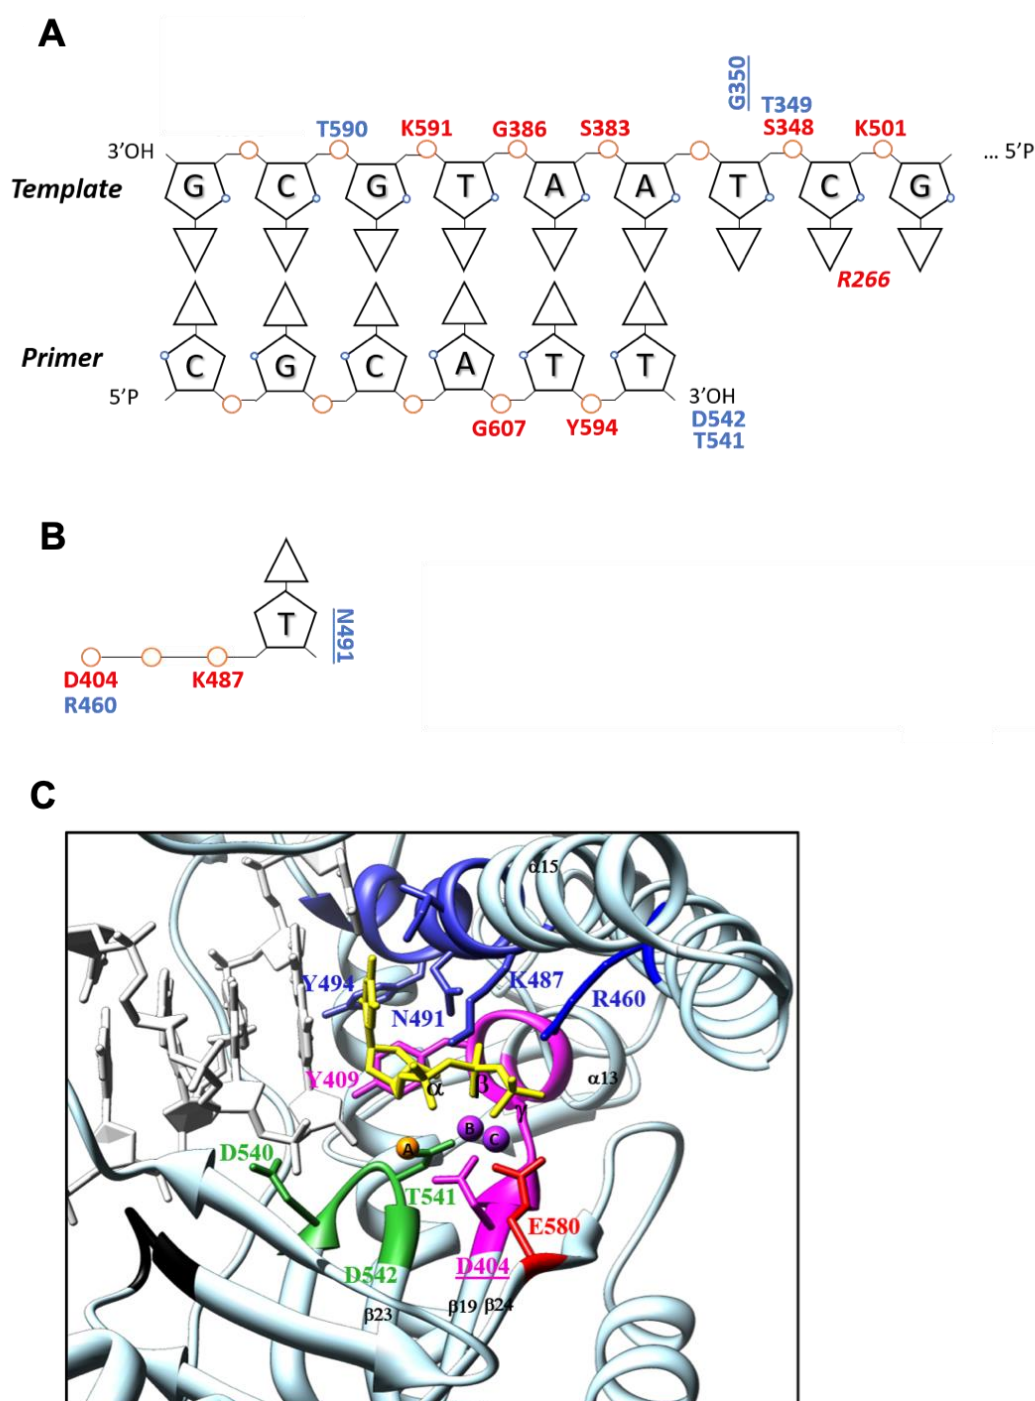 A
G350
T590 K591 G386 S383 T349
S348 K501
3'OH ... 5'P
Template G C G T A A T C G
R266
Primer C G C A T T
5'P 3'OH
G607 Y594 D542
T541
B
T N491
D404 K487
R460
C
α15
Y494 K487
N491 R460
Y409 α β α13
γ
A B C
D540
T541
E580
D542 D404
β23 β19 β24